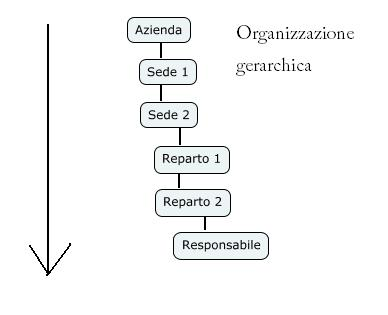 Azienda
Organizzazione
gerarchica
Sede 1
Sede 2
Reparto 1
Reparto 2
Responsabile